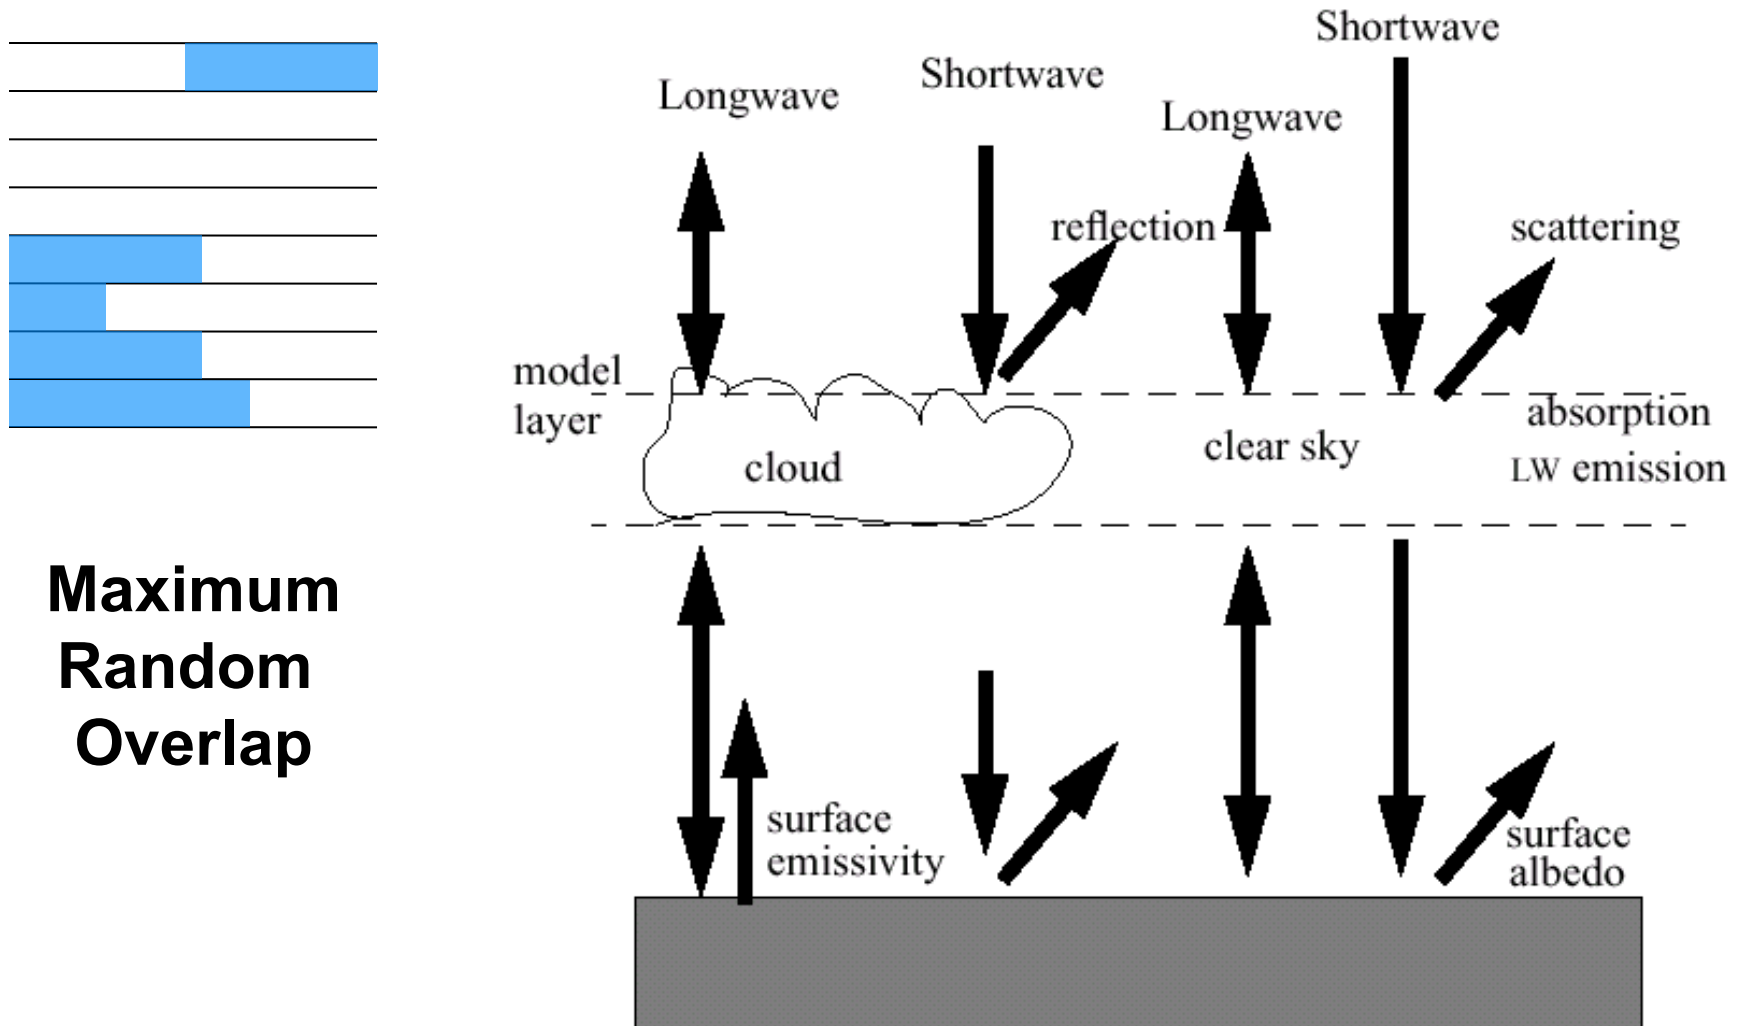 Maximum
Random
Overlap
Longwave
Shortwave
Longwave
Shortwave
reflection
scattering
model
layer
cloud
clear sky
absorption
LW emission
surface
emissivity
surface
albedo